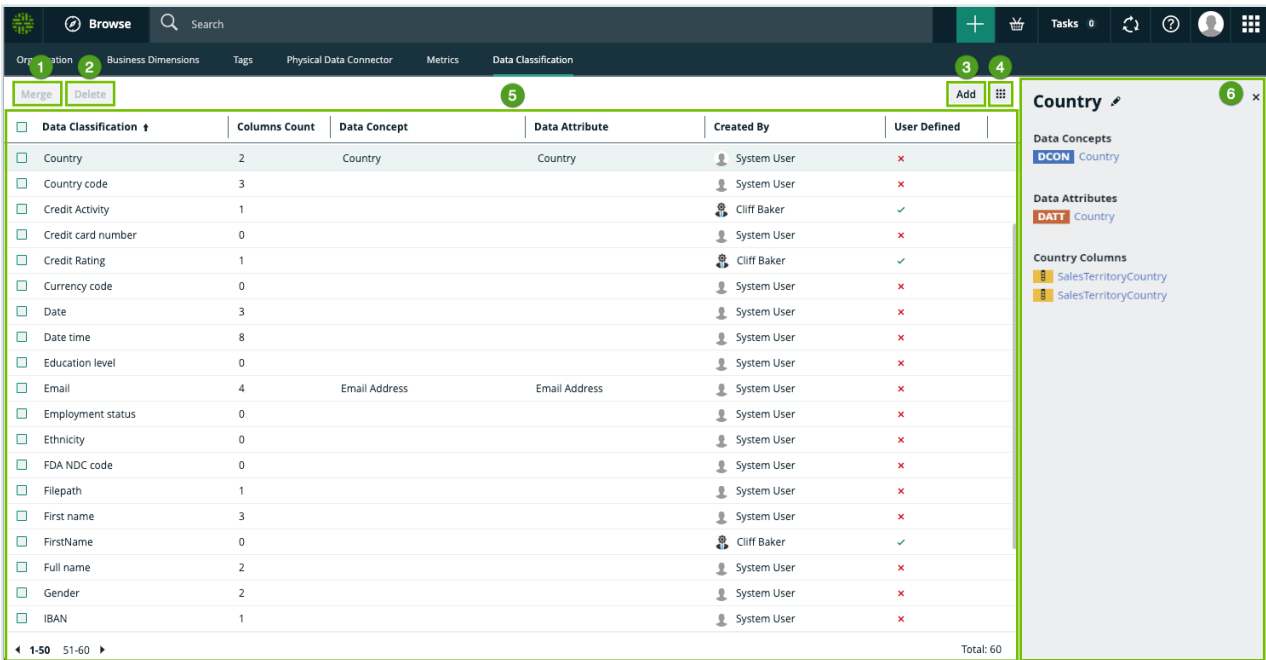 Browse Search Tasks 0
Business Dimensions Tags Physical Data Connector Metrics Data Classification
1 2 3 4
Merge Delete 5 Add Country 6
Data Classification Columns Count Data Concept Data Attribute Created By User Defined
Data Concepts
Country 2 Country Country System User
DCON Country
Country code 3 System User
Data Attributes
Credit Activity 1 Cliff Baker
DATT Country
Credit card number 0 System User
Country Columns
Credit Rating 1 Cliff Baker
SalesTerritoryCountry
Currency code 0 System User
SalesTerritoryCountry
Date 3 System User
Date time 8 System User
Education level 0 System User
Email 4 Email Address Email Address System User
Employment status 0 System User
Ethnicity 0 System User
FDA NDC code 0 System User
Filepath 1 System User
First name 3 System User
FirstName 0 Cliff Baker
Full name 2 System User
Gender 2 System User
IBAN 1 System User
1-50 51-60 Total: 60